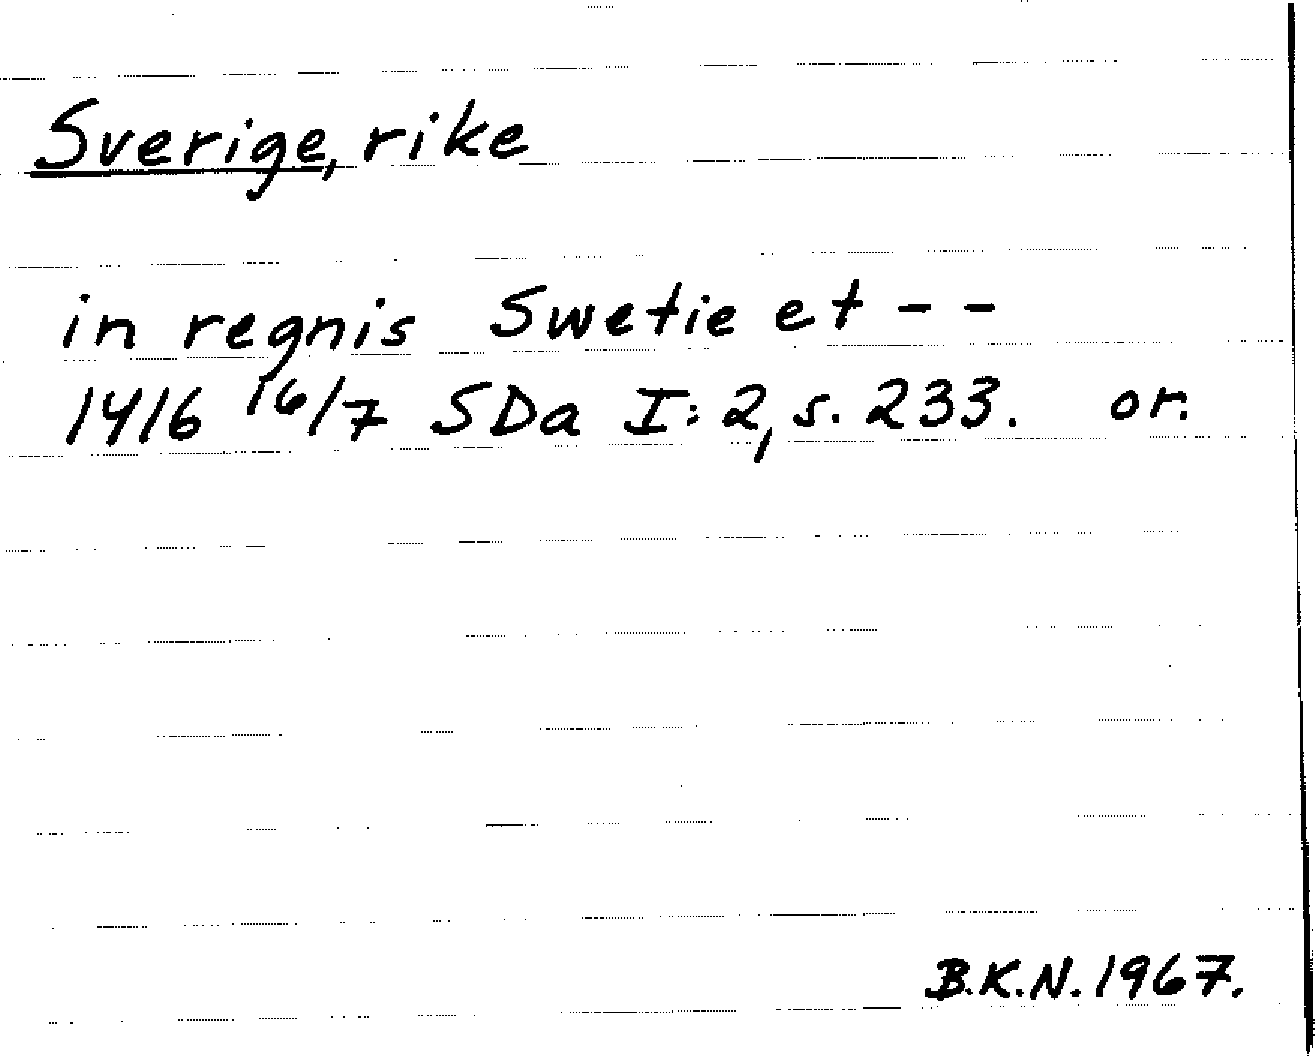 Sverige, rike
in regnis Swetie et - -
1416 16/7 SDa I:2, s. 233. or.
B.K.N. 1967.